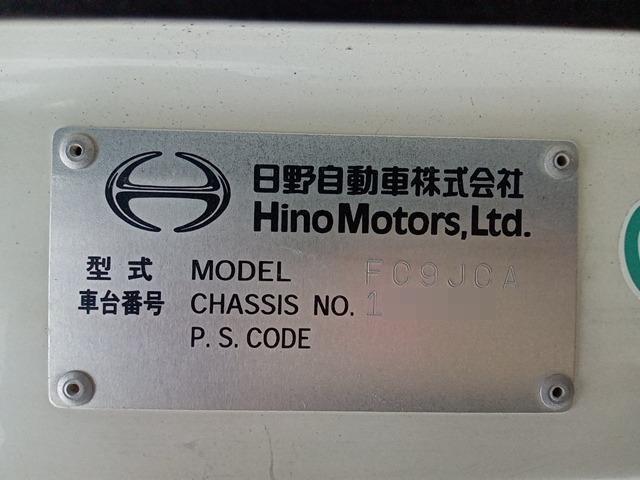 日野自動車株式会社
Hino Motors, Ltd.
型式 MODEL FC9JCA
車台番号 CHASSIS NO. 1
P. S. CODE